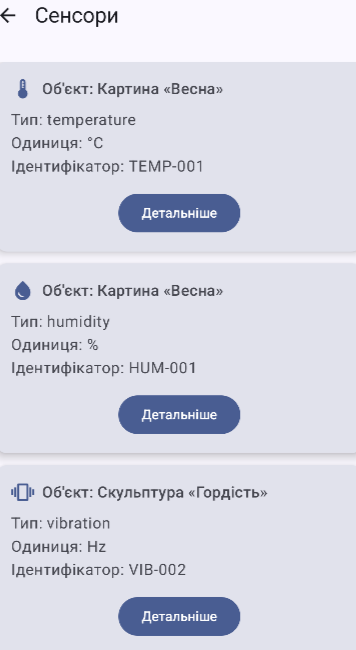 Сенсори
Об'єкт: Картина «Весна»
Тип: temperature
Одиниця: °C
Ідентифікатор: TEMP-001
Детальніше
Об'єкт: Картина «Весна»
Тип: humidity
Одиниця: %
Ідентифікатор: HUM-001
Детальніше
Об'єкт: Скульптура «Гордість»
Тип: vibration
Одиниця: Hz
Ідентифікатор: VIB-002
Детальніше